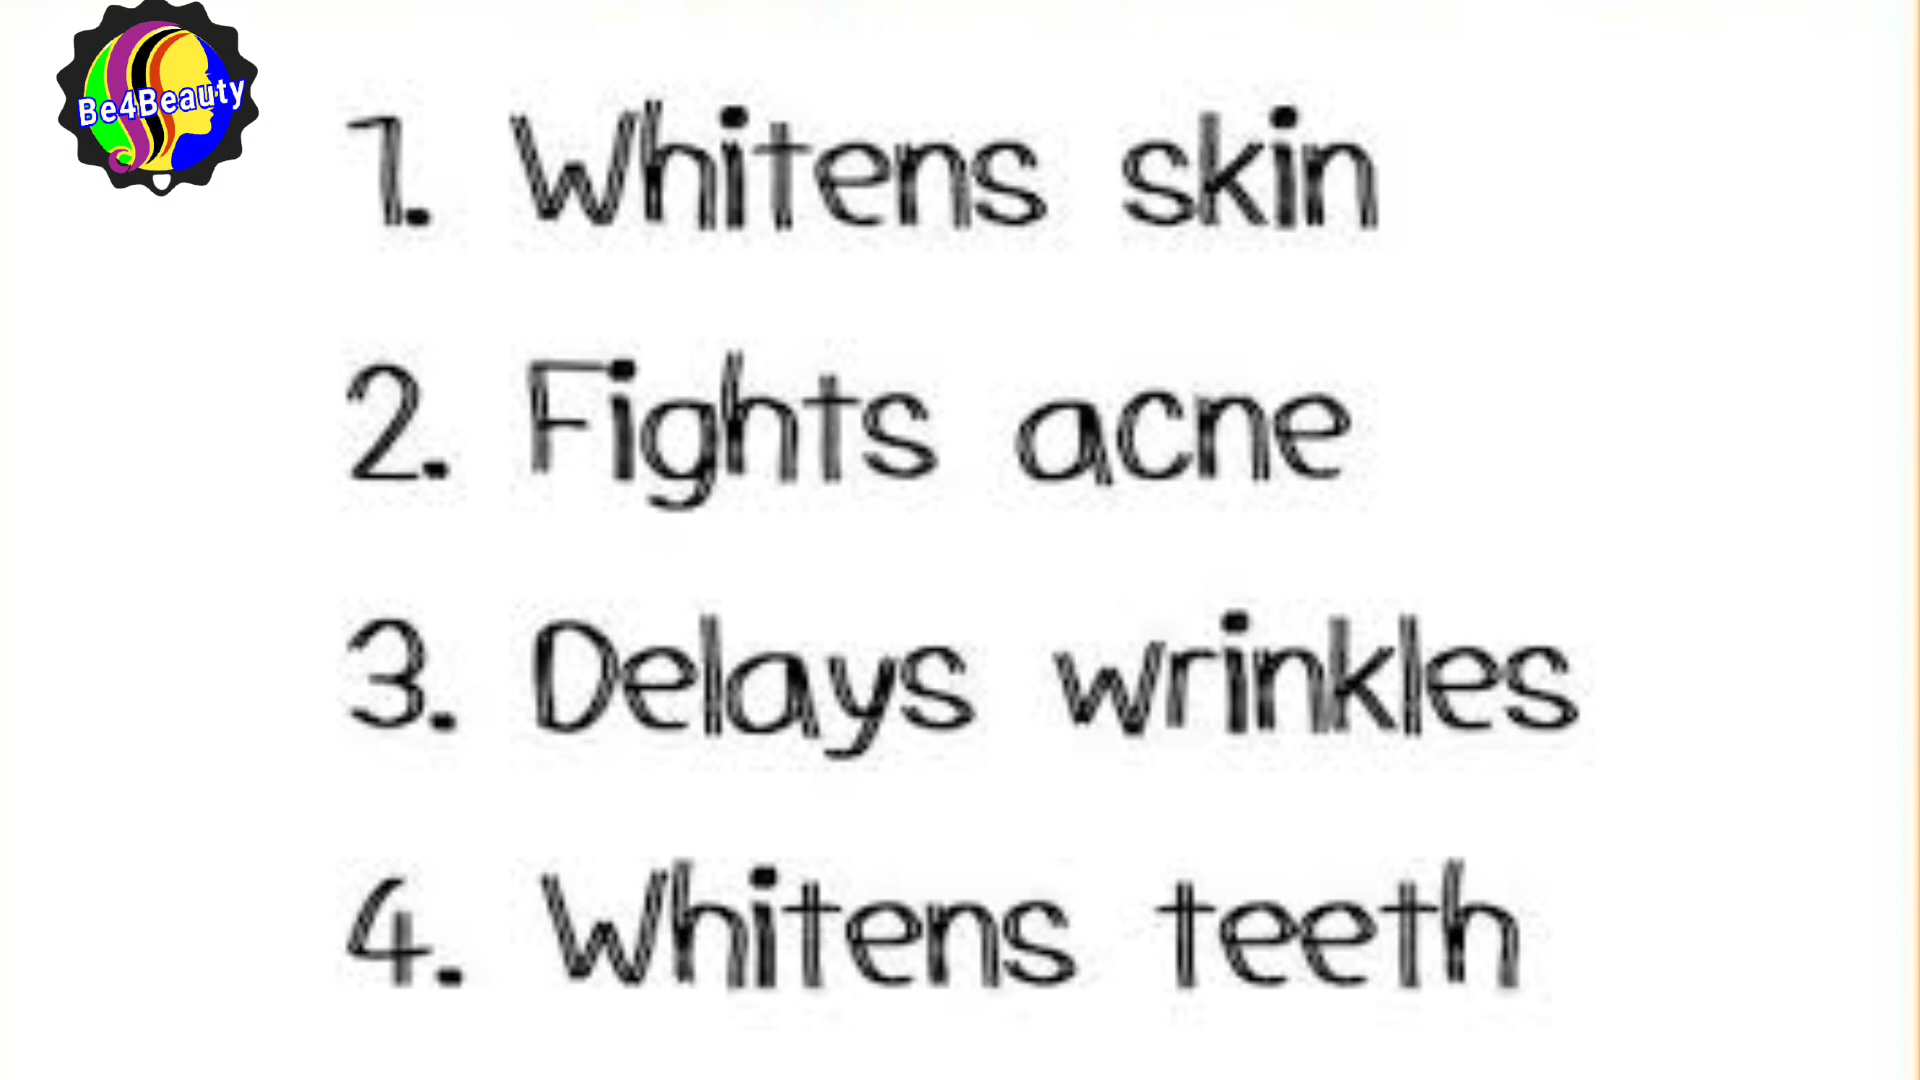 Be4Beauty
1. Whitens skin
2. Fights acne
3. Delays wrinkles
4. Whitens teeth